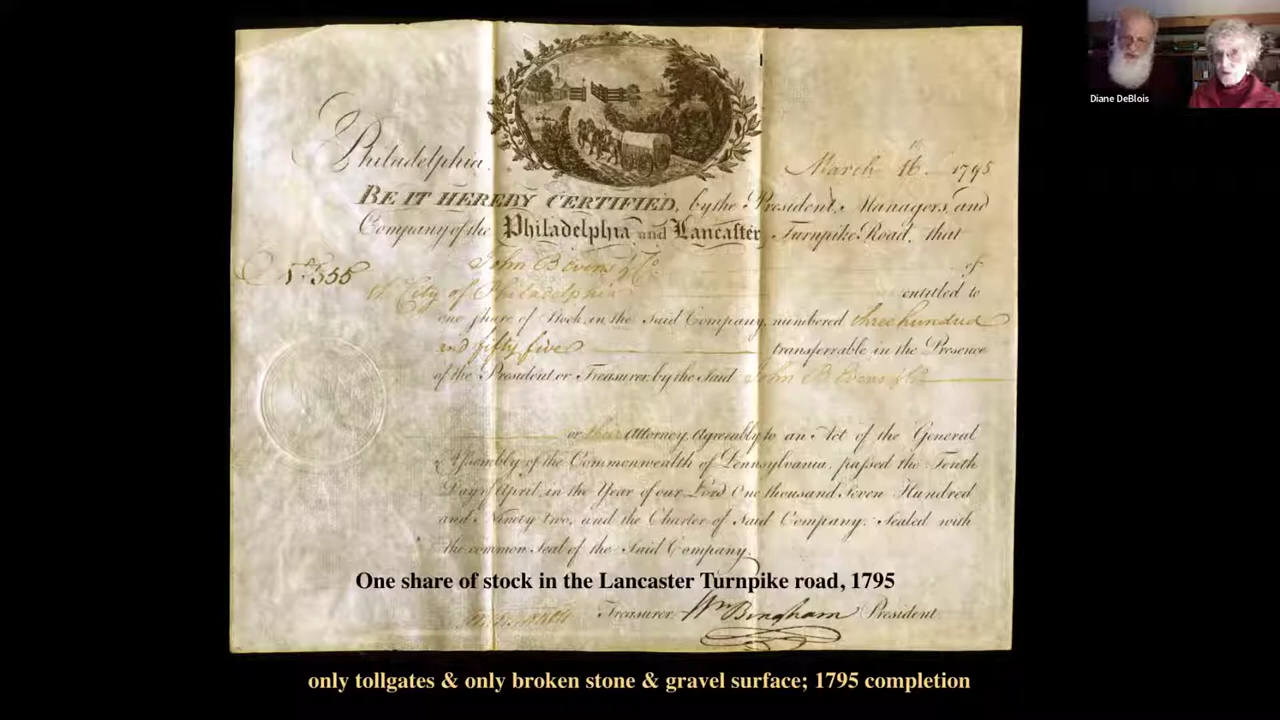 Diane DeBlois
Philadelphia March 16. 1795
BE IT HEREBY CERTIFIED, by the President, Managers, and
Company of the Philadelphia and Lancaster Turnpike Road, that
John B Evens & Co of
No. 355
City of Philadelphia entitled to
one share of Stock, in the Said Company, numbered three hundred
and fifty five transferrable in the Presence
of the President or Treasurer, by the Said John B Evens & Co
or their Attorney, Agreeably to an Act of the General
Assembly of the Commonwealth of Pennsylvania, passed the Tenth
Day of April, in the Year of our Lord One thousand Seven Hundred
and Ninety two, and the Charter of Said Company. Sealed with
the common Seal of the Said Company.
One share of stock in the Lancaster Turnpike road, 1795
Treasurer. Wm Bingham President
only tollgates & only broken stone & gravel surface; 1795 completion